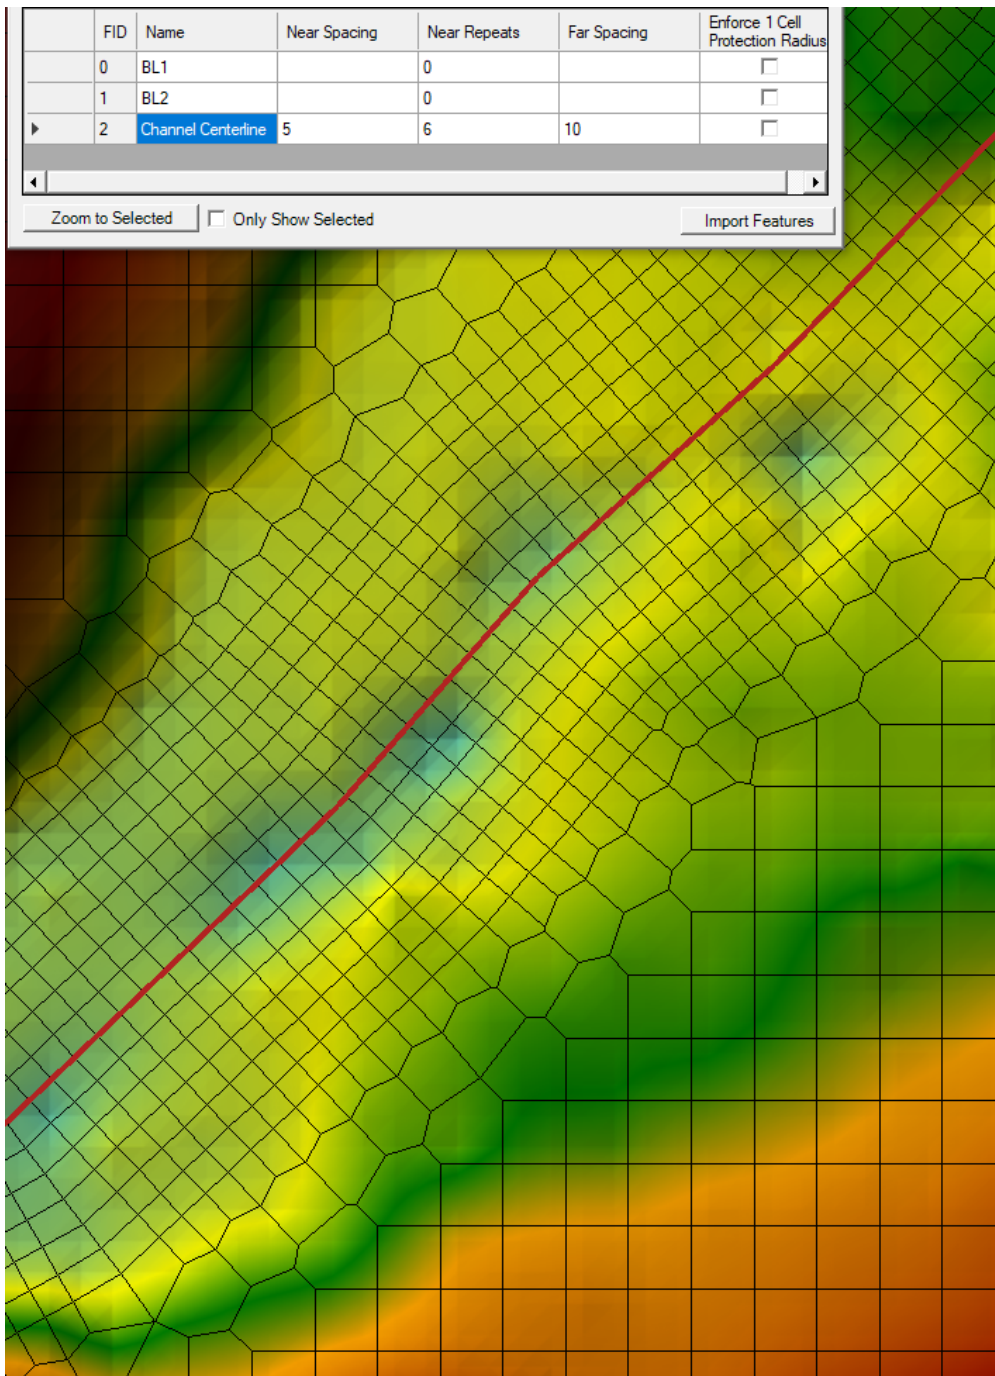 FID Name Near Spacing Near Repeats Far Spacing Enforce 1 Cell
Protection Radius
0 BL1 0
1 BL2 0
2 Channel Centerline 5 6 10
Zoom to Selected Only Show Selected Import Features